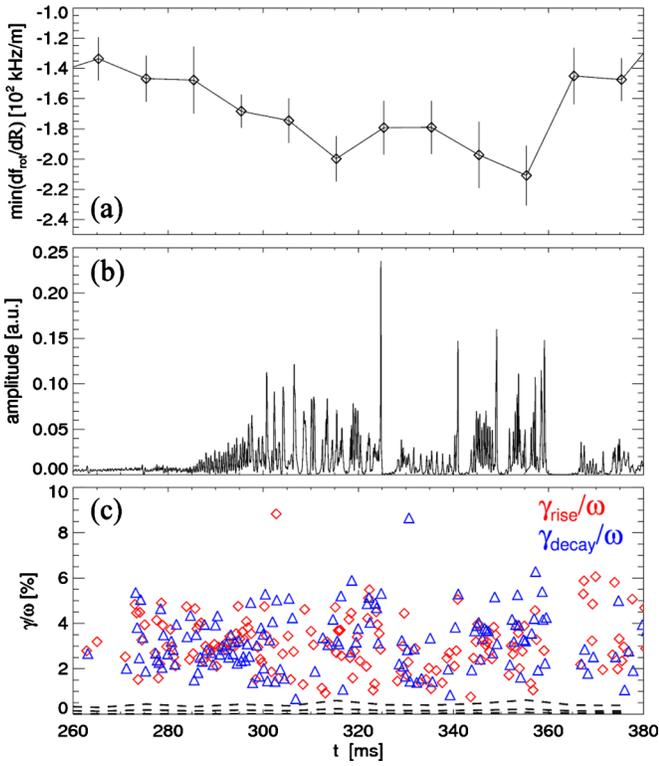 -1.0
-1.2
-1.4
-1.6
-1.8
-2.0
-2.2
-2.4
min(df_rot/dR) [10² kHz/m]
(a)
0.25
0.20
0.15
0.10
0.05
0.00
amplitude [a.u.]
(b)
10
8
6
4
2
0
γ/ω [%]
(c)
γ_rise/ω
γ_decay/ω
260 280 300 320 340 360 380
t [ms]